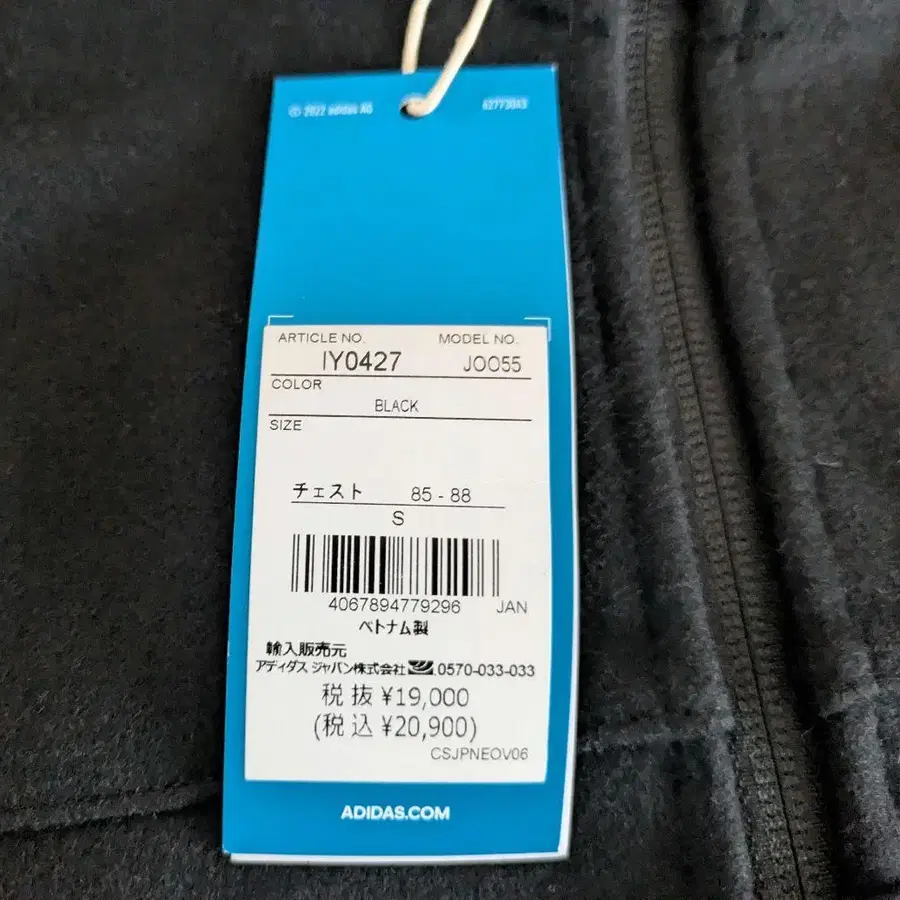 © 2022 adidas AG 62773043
ARTICLE NO. MODEL NO.
IY0427 JOO55
COLOR
BLACK
SIZE
チェスト 85 - 88
S
4067894779296 JAN
ベトナム製
輸入販売元
アディダス ジャパン株式会社 0570-033-033
税 抜 ¥19,000
(税 込 ¥20,900)
CSJPNEOV06
ADIDAS.COM